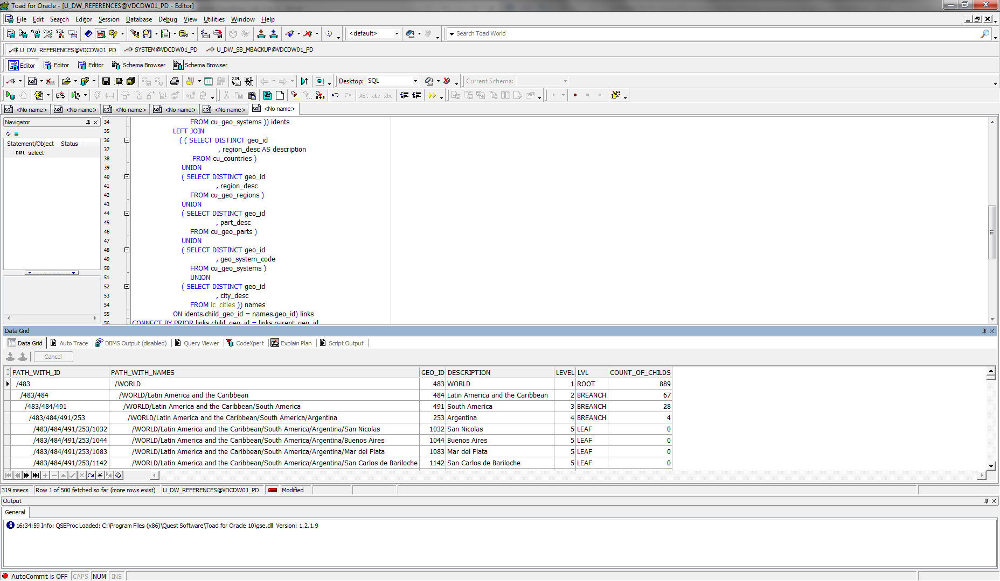 Toad for Oracle - [U_DW_REFERENCES@VDCDW01_PD - Editor]
File Edit Search Editor Session Database Debug View Utilities Window Help
<default> Search Toad World
U_DW_REFERENCES@VDCDW01_PD SYSTEM@VDCDW01_PD U_DW_SB_MBACKUP@VDCDW01_PD
Editor Editor Editor Schema Browser Schema Browser
Desktop: SQL Current Schema:
<No name> <No name> <No name> <No name> <No name> <No name>
Navigator
Statement/Object Status
DML select
34 FROM cu_geo_systems )) idents
35 LEFT JOIN
36 ( ( SELECT DISTINCT geo_id
37 , region_desc AS description
38 FROM cu_countries )
39 UNION
40 ( SELECT DISTINCT geo_id
41 , region_desc
42 FROM cu_geo_regions )
43 UNION
44 ( SELECT DISTINCT geo_id
45 , part_desc
46 FROM cu_geo_parts )
47 UNION
48 ( SELECT DISTINCT geo_id
49 , geo_system_code
50 FROM cu_geo_systems )
51 UNION
52 ( SELECT DISTINCT geo_id
53 , city_desc
54 FROM lc_cities )) names
55 ON idents.child_geo_id = names.geo_id) links
56 CONNECT BY PRIOR links.child_geo_id = links.parent_geo_id
Data Grid
Data Grid Auto Trace DBMS Output (disabled) Query Viewer CodeXpert Explain Plan Script Output
Cancel
PATH_WITH_ID PATH_WITH_NAMES GEO_ID DESCRIPTION LEVEL LVL COUNT_OF_CHILDS
/483 /WORLD 483 WORLD 1 ROOT 889
/483/484 /WORLD/Latin America and the Caribbean 484 Latin America and the Caribbean 2 BREANCH 67
/483/484/491 /WORLD/Latin America and the Caribbean/South America 491 South America 3 BREANCH 28
/483/484/491/253 /WORLD/Latin America and the Caribbean/South America/Argentina 253 Argentina 4 BREANCH 4
/483/484/491/253/1032 /WORLD/Latin America and the Caribbean/South America/Argentina/San Nicolas 1032 San Nicolas 5 LEAF 0
/483/484/491/253/1044 /WORLD/Latin America and the Caribbean/South America/Argentina/Buenos Aires 1044 Buenos Aires 5 LEAF 0
/483/484/491/253/1083 /WORLD/Latin America and the Caribbean/South America/Argentina/Mar del Plata 1083 Mar del Plata 5 LEAF 0
/483/484/491/253/1142 /WORLD/Latin America and the Caribbean/South America/Argentina/San Carlos de Bariloche 1142 San Carlos de Bariloche 5 LEAF 0
319 msecs Row 1 of 500 fetched so far (more rows exist) U_DW_REFERENCES@VDCDW01_PD Modified
Output
General
16:34:59 Info: QSEProc Loaded: C:\Program Files (x86)\Quest Software\Toad for Oracle 10\qse.dll Version: 1.2.1.9
AutoCommit is OFF CAPS NUM INS